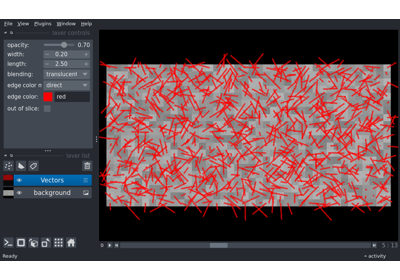 File View Plugins Window Help
layer controls
opacity: 0.70
width: 0.20
length: 2.50
blending: translucent
edge color m direct
edge color: red
out of slice:
layer list
Vectors
background
0
5 13
Ready
activity